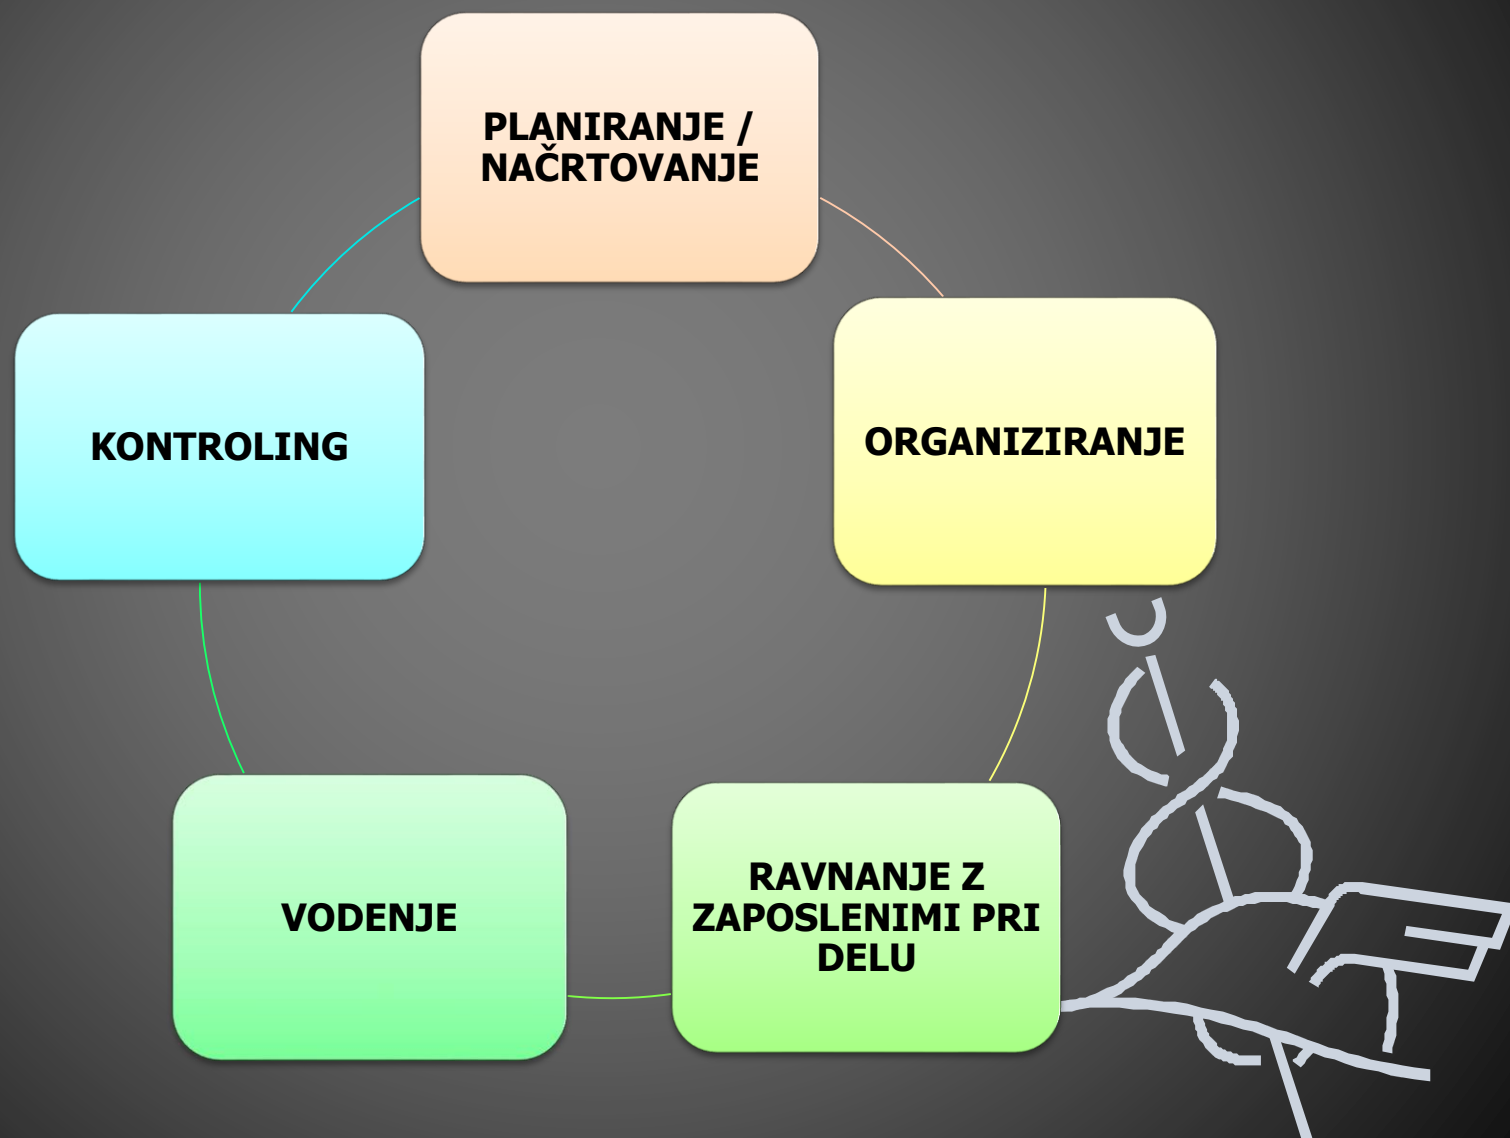 PLANIRANJE /
NAČRTOVANJE
ORGANIZIRANJE
RAVNANJE Z
ZAPOSLENIMI PRI
DELU
VODENJE
KONTROLING